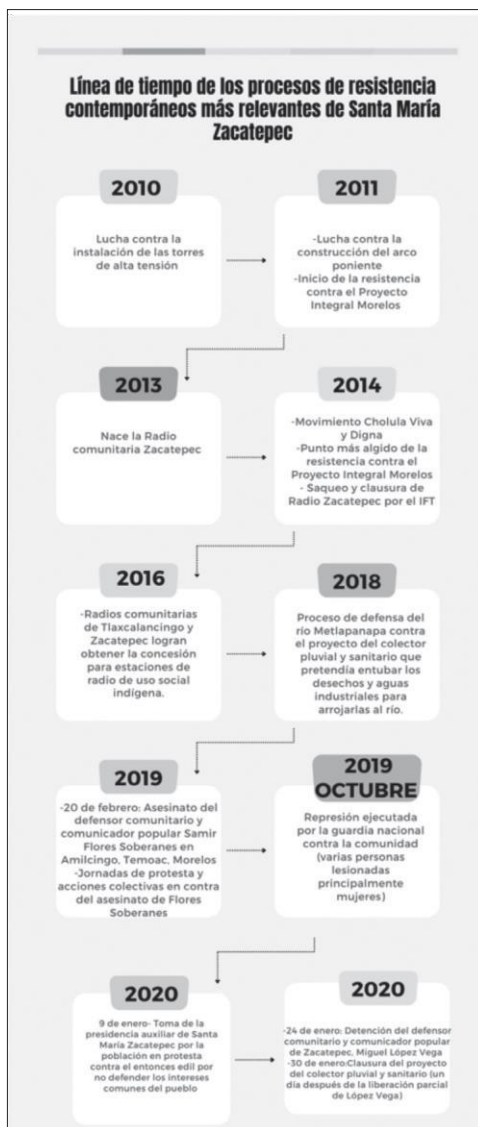 Línea de tiempo de los procesos de resistencia
contemporáneos más relevantes de Santa María
Zacatepec
2010
Lucha contra la
instalación de las torres
de alta tensión
2011
-Lucha contra la
construcción del arco
poniente
-Inicio de la resistencia
contra el Proyecto
Integral Morelos
2013
Nace la Radio
comunitaria Zacatepec
2014
-Movimiento Cholula Viva
y Digna
-Punto más algido de la
resistencia contra el
Proyecto Integral Morelos
- Saqueo y clausura de
Radio Zacatepec por el IFT
2016
-Radios comunitarias
de Tlaxcalancingo y
Zacatepec logran
obtener la concesión
para estaciones de
radio de uso social
indígena.
2018
Proceso de defensa del
río Metlapanapa contra
el proyecto del colector
pluvial y sanitario que
pretendía entubar los
desechos y aguas
industriales para
arrojarlas al río.
2019
-20 de febrero: Asesinato del
defensor comunitario y
comunicador popular Samir
Flores Soberanes en
Amilcingo, Temoac, Morelos
-Jornadas de protesta y
acciones colectivas en contra
del asesinato de Flores
Soberanes
2019
OCTUBRE
Represión ejecutada
por la guardia nacional
contra la comunidad
(varias personas
lesionadas
principalmente
mujeres)
2020
9 de enero- Toma de la
presidencia auxiliar de Santa
María Zacatepec por la
población en protesta
contra el entonces edil por
no defender los intereses
comunes del pueblo
2020
-24 de enero: Detención del defensor
comunitario y comunicador popular
de Zacatepec, Miguel López Vega
-30 de enero:Clausura del proyecto
del colector pluvial y sanitario (un
día después de la liberación parcial
de López Vega)